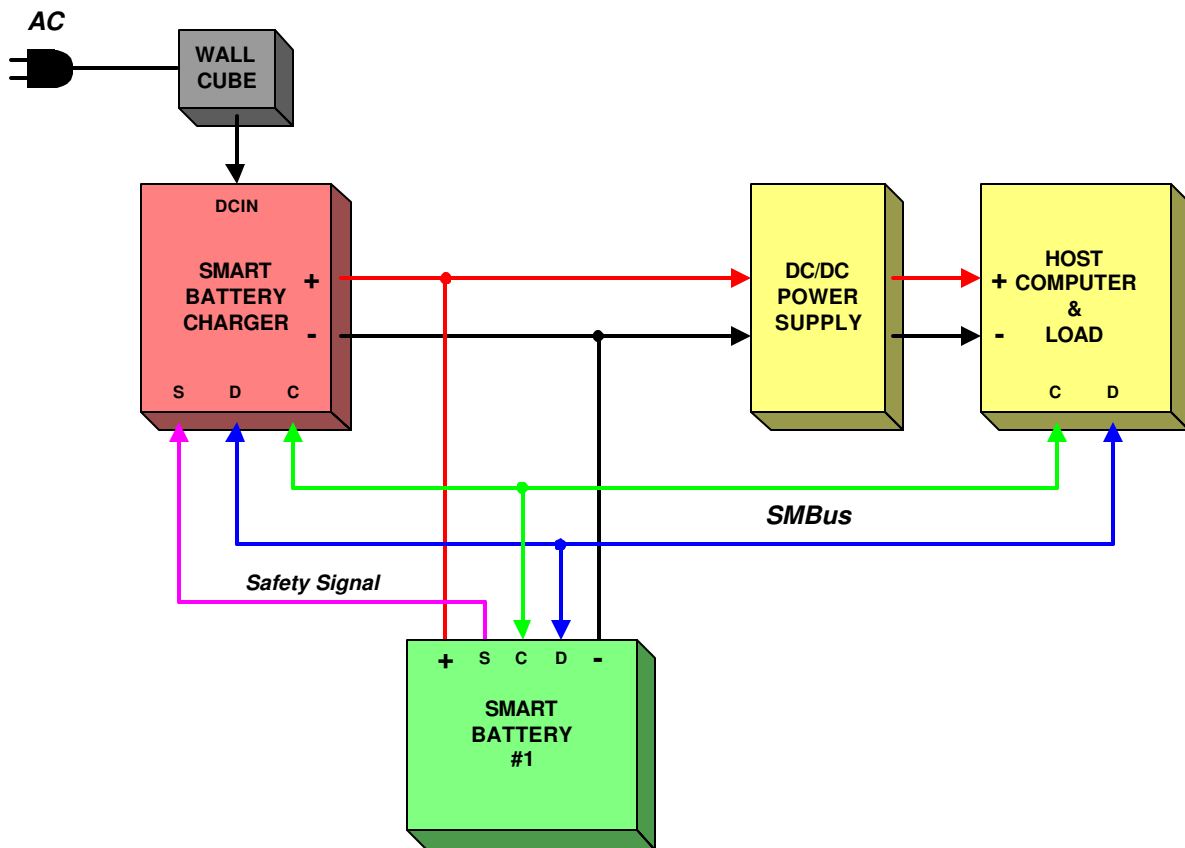 AC
WALL
CUBE
DCIN
SMART
BATTERY
CHARGER
+
-
S D C
DC/DC
POWER
SUPPLY
HOST
COMPUTER
&
LOAD
+
-
C D
SMBus
Safety Signal
+ S C D -
SMART
BATTERY
#1